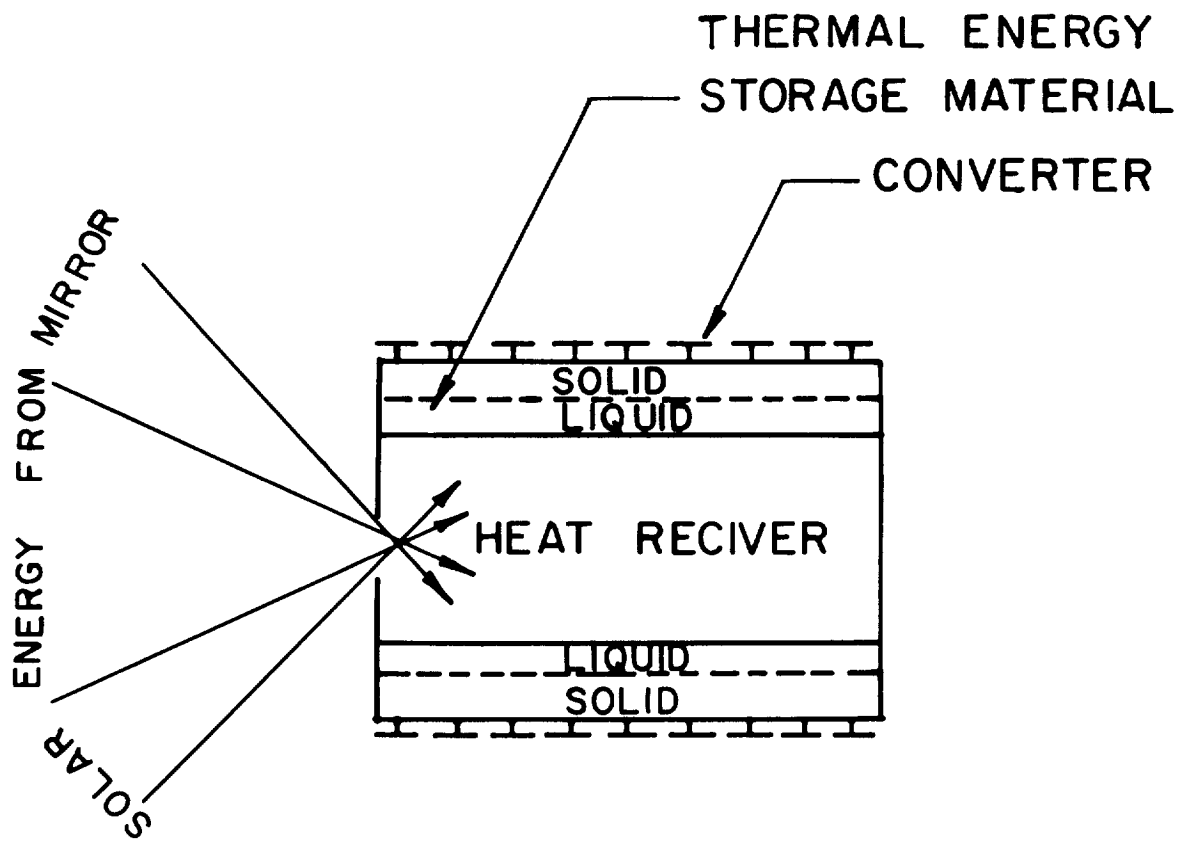 THERMAL ENERGY
STORAGE MATERIAL
CONVERTER
SOLAR ENERGY FROM MIRROR
SOLID
LIQUID
HEAT RECIVER
LIQUID
SOLID